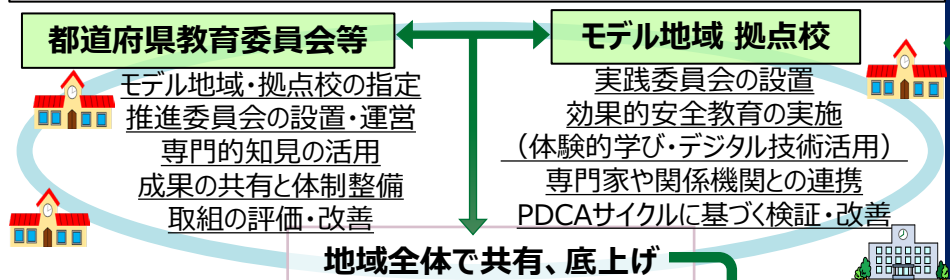 都道府県教育委員会等
モデル地域・拠点校の指定
推進委員会の設置・運営
専門的知見の活用
成果の共有と体制整備
取組の評価・改善
モデル地域 拠点校
実践委員会の設置
効果的安全教育の実施
（体験的学び・デジタル技術活用）
専門家や関係機関との連携
PDCAサイクルに基づく検証・改善
地域全体で共有、底上げ